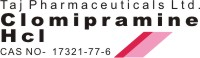 Taj Pharmaceuticals Ltd.
Clomipramine
Hcl
CAS NO- 17321-77-6